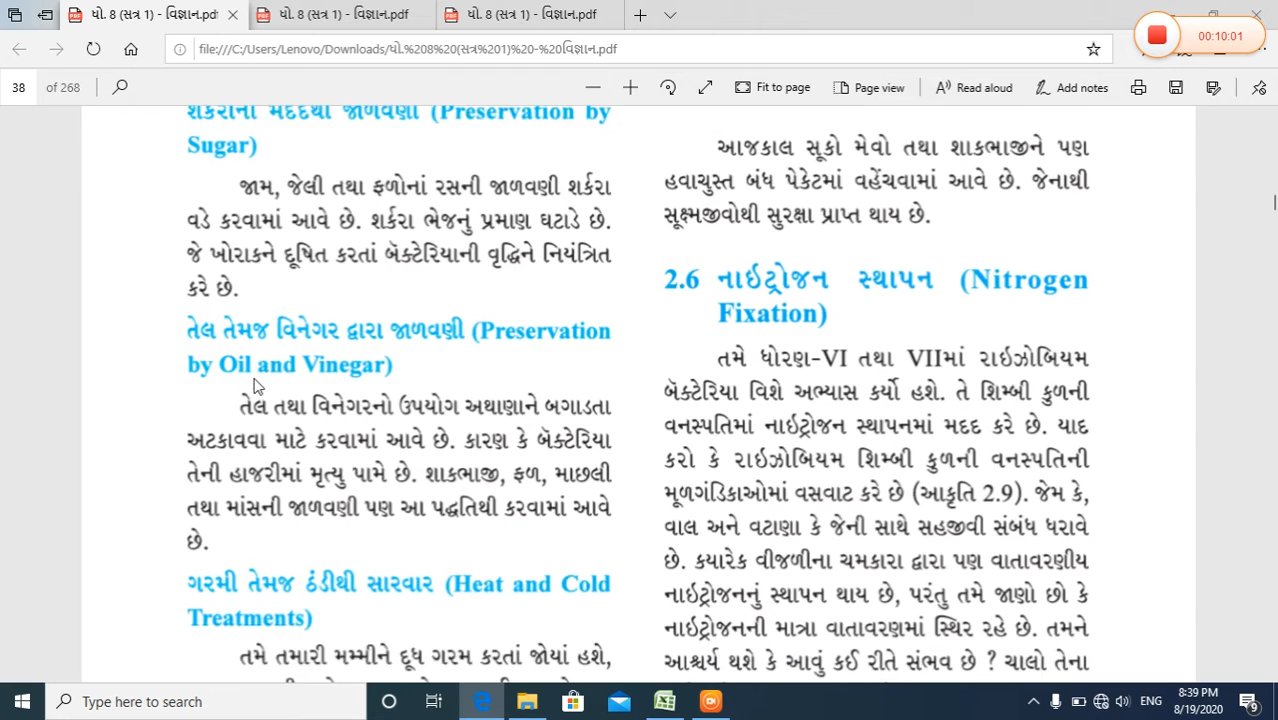 ધો. 8 (સત્ર 1) - વિજ્ઞાન.pdf
ધો. 8 (સત્ર 1) - વિજ્ઞાન.pdf
ધો. 8 (સત્ર 1) - વિજ્ઞાન.pdf
file:///C:/Users/Lenovo/Downloads/ધો.%208%20(સત્ર%201)%20-%20વિજ્ઞાન.pdf
00:10:01
38 of 268
Fit to page
Page view
Read aloud
Add notes
શર્કરાની મદદથી જાળવણી (Preservation by
Sugar)
જામ, જેલી તથા ફળોનાં રસની જાળવણી શર્કરા
વડે કરવામાં આવે છે. શર્કરા ભેજનું પ્રમાણ ઘટાડે છે.
જે ખોરાકને દૂષિત કરતાં બૅક્ટેરિયાની વૃદ્ધિને નિયંત્રિત
કરે છે.
તેલ તેમજ વિનેગર દ્વારા જાળવણી (Preservation
by Oil and Vinegar)
તેલ તથા વિનેગરનો ઉપયોગ અથાણાને બગાડતા
અટકાવવા માટે કરવામાં આવે છે. કારણ કે બૅક્ટેરિયા
તેની હાજરીમાં મૃત્યુ પામે છે. શાકભાજી, ફળ, માછલી
તથા માંસની જાળવણી પણ આ પદ્ધતિથી કરવામાં આવે
છે.
ગરમી તેમજ ઠંડીથી સારવાર (Heat and Cold
Treatments)
તમે તમારી મમ્મીને દૂધ ગરમ કરતાં જોયાં હશે,
આજકાલ સૂકો મેવો તથા શાકભાજીને પણ
હવાચુસ્ત બંધ પેકેટમાં વહેંચવામાં આવે છે. જેનાથી
સૂક્ષ્મજીવોથી સુરક્ષા પ્રાપ્ત થાય છે.
2.6 નાઇટ્રોજન સ્થાપન (Nitrogen
Fixation)
તમે ધોરણ-VI તથા VIIમાં રાઇઝોબિયમ
બૅક્ટેરિયા વિશે અભ્યાસ કર્યો હશે. તે શિમ્બી કુળની
વનસ્પતિમાં નાઇટ્રોજન સ્થાપનમાં મદદ કરે છે. યાદ
કરો કે રાઇઝોબિયમ શિમ્બી કુળની વનસ્પતિની
મૂળગંડિકાઓમાં વસવાટ કરે છે (આકૃતિ 2.9). જેમ કે,
વાલ અને વટાણા કે જેની સાથે સહજીવી સંબંધ ધરાવે
છે. કયારેક વીજળીના ચમકારા દ્વારા પણ વાતાવરણીય
નાઇટ્રોજનનું સ્થાપન થાય છે, પરંતુ તમે જાણો છો કે
નાઇટ્રોજનની માત્રા વાતાવરણમાં સ્થિર રહે છે. તમને
આશ્ચર્ય થશે કે આવું કઈ રીતે સંભવ છે ? ચાલો તેના
Type here to search
ENG
8:39 PM
8/19/2020
9